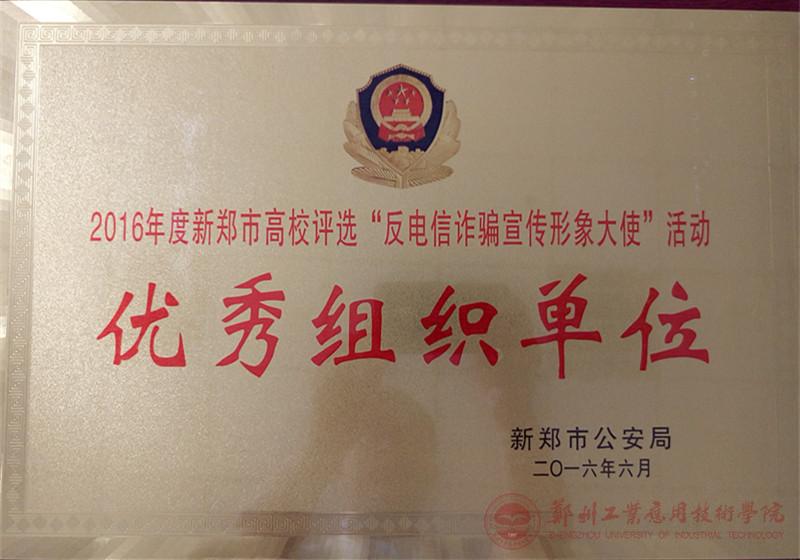 2016年度新郑市高校评选“反电信诈骗宣传形象大使”活动
优秀组织单位
新郑市公安局
二〇一六年六月
鄭州工業應用技術學院
ZHENGZHOU UNIVERSITY OF INDUSTRIAL TECHNOLOGY